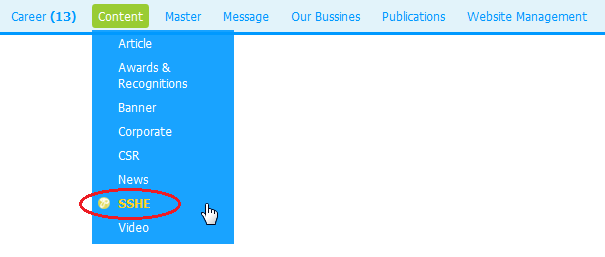 Career (13) Content Master Message Our Bussines Publications Website Management
Article
Awards &
Recognitions
Banner
Corporate
CSR
News
SSHE
Video